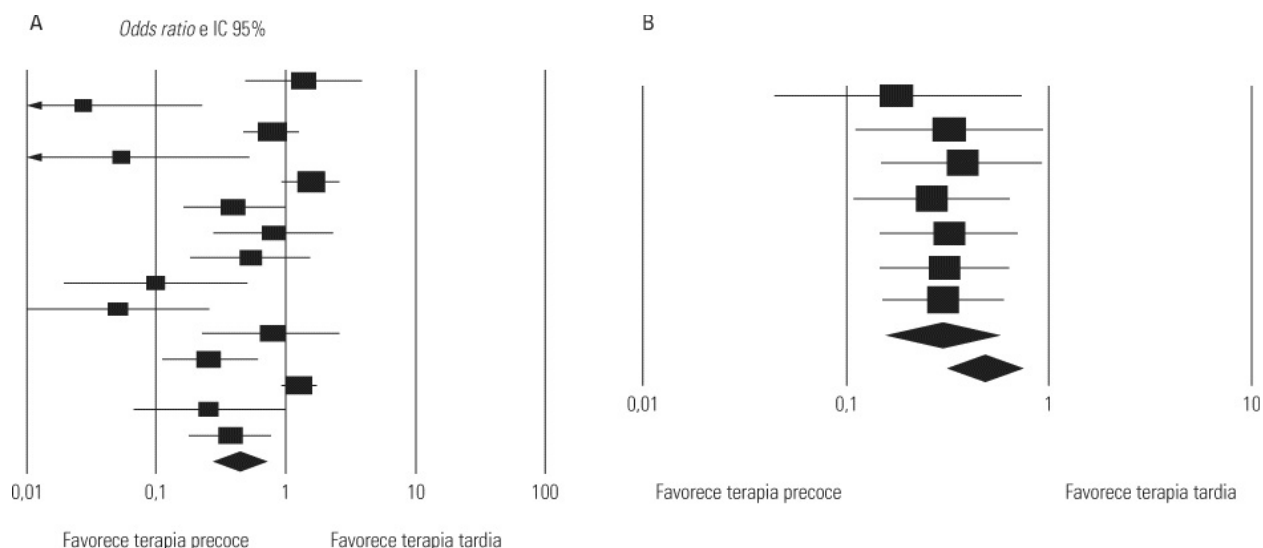 A
Odds ratio e IC 95%
0,01 0,1 1 10 100
Favorece terapia precoce Favorece terapia tardia
B
0,01 0,1 1 10
Favorece terapia precoce Favorece terapia tardia